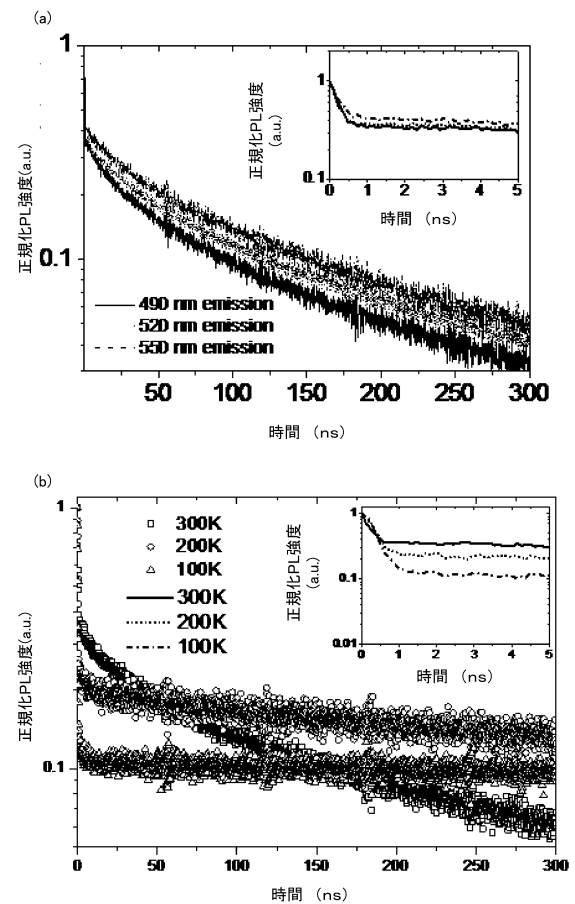 (a)
1
正規化PL強度(a.u.)
0.1
490 nm emission
520 nm emission
550 nm emission
50 100 150 200 250 300
時間 (ns)
正規化PL強度
(a.u.)
1
0.1
0 1 2 3 4 5
時間 (ns)
(b)
1
正規化PL強度(a.u.)
0.1
300K
200K
100K
300K
200K
100K
0 50 100 150 200 250 300
時間 (ns)
正規化PL強度
(a.u.)
1
0.1
0.01
0 1 2 3 4 5
時間 (ns)